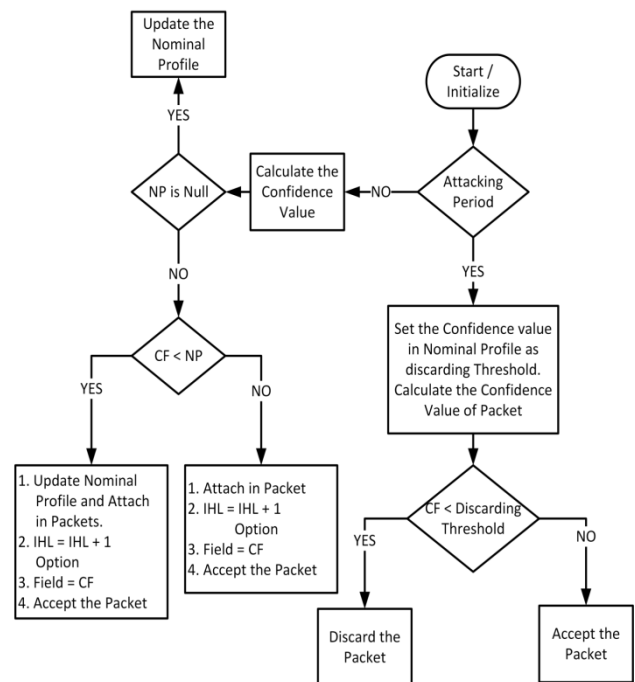 Update the
Nominal
Profile
Start /
Initialize
YES
NP is Null
Calculate the
Confidence
Value
NO
Attacking
Period
NO
YES
CF < NP
Set the Confidence value
in Nominal Profile as
discarding Threshold.
Calculate the Confidence
Value of Packet
YES
NO
1. Update Nominal
Profile and Attach
in Packets.
2. IHL = IHL + 1
Option
3. Field = CF
4. Accept the Packet
1. Attach in Packet
2. IHL = IHL + 1
Option
3. Field = CF
4. Accept the Packet
CF < Discarding
Threshold
YES
NO
Discard the
Packet
Accept the
Packet